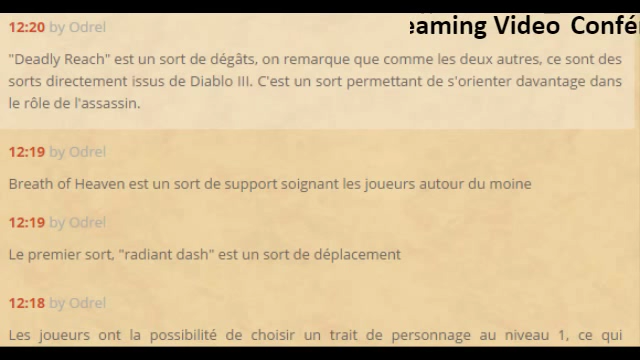 eaming Video Confé
12:20 by Odrel
"Deadly Reach" est un sort de dégâts, on remarque que comme les deux autres, ce sont des
sorts directement issus de Diablo III. C'est un sort permettant de s'orienter davantage dans
le rôle de l'assassin.
12:19 by Odrel
Breath of Heaven est un sort de support soignant les joueurs autour du moine
12:19 by Odrel
Le premier sort, "radiant dash" est un sort de déplacement
12:18 by Odrel
Les joueurs ont la possibilité de choisir un trait de personnage au niveau 1, ce qui